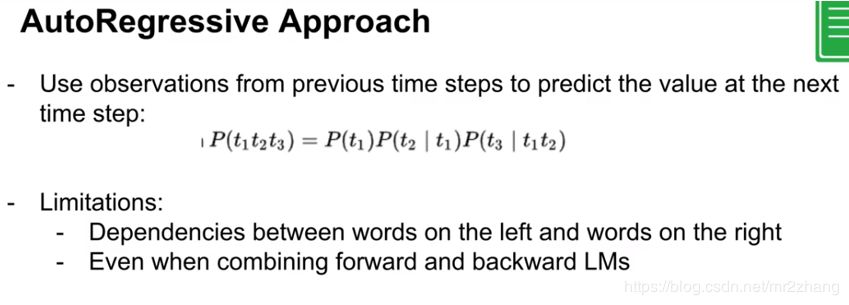 AutoRegressive Approach
- Use observations from previous time steps to predict the value at the next
time step:
P(t₁t₂t₃) = P(t₁)P(t₂ | t₁)P(t₃ | t₁t₂)
- Limitations:
- Dependencies between words on the left and words on the right
- Even when combining forward and backward LMs
https://blog.csdn.net/mr2zhang